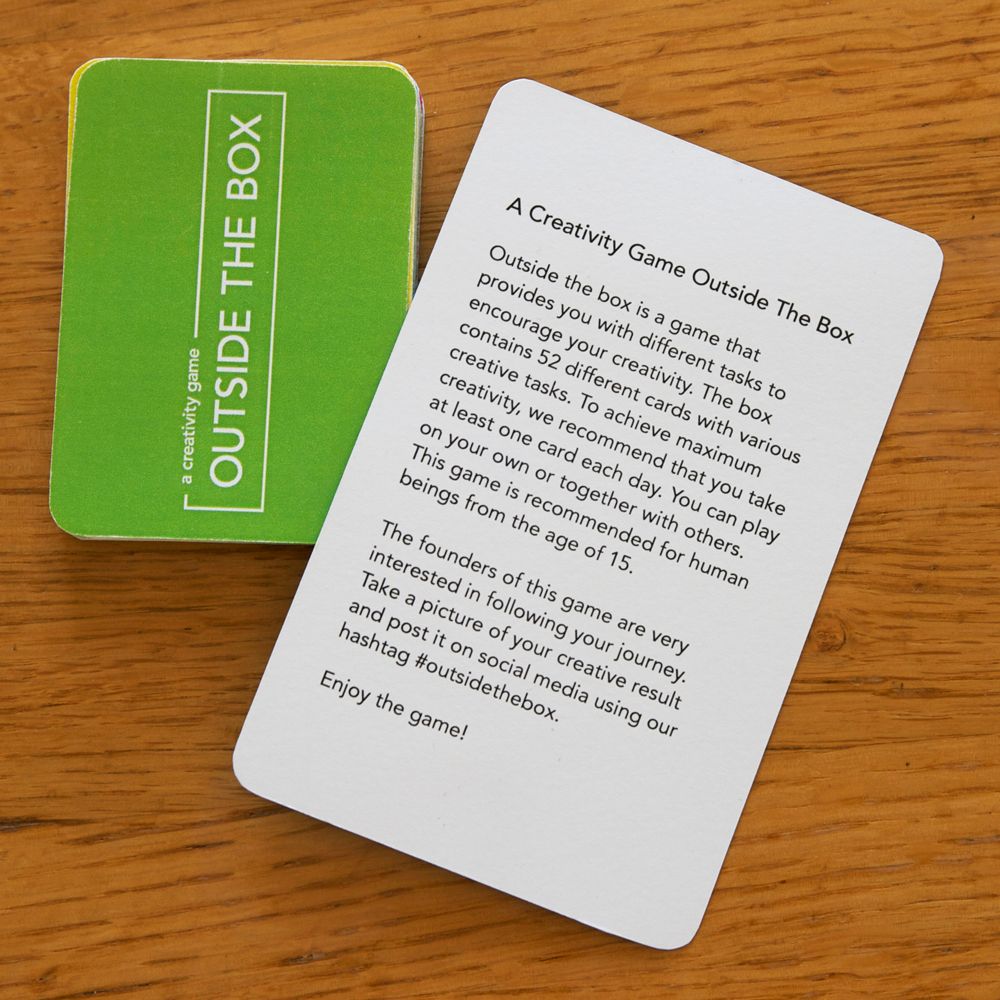 a creativity game
OUTSIDE THE BOX
A Creativity Game Outside The Box
Outside the box is a game that
provides you with different tasks to
encourage your creativity. The box
contains 52 different cards with various
creative tasks. To achieve maximum
creativity, we recommend that you take
at least one card each day. You can play
on your own or together with others.
This game is recommended for human
beings from the age of 15.
The founders of this game are very
interested in following your journey.
Take a picture of your creative result
and post it on social media using our
hashtag #outsidethebox.
Enjoy the game!